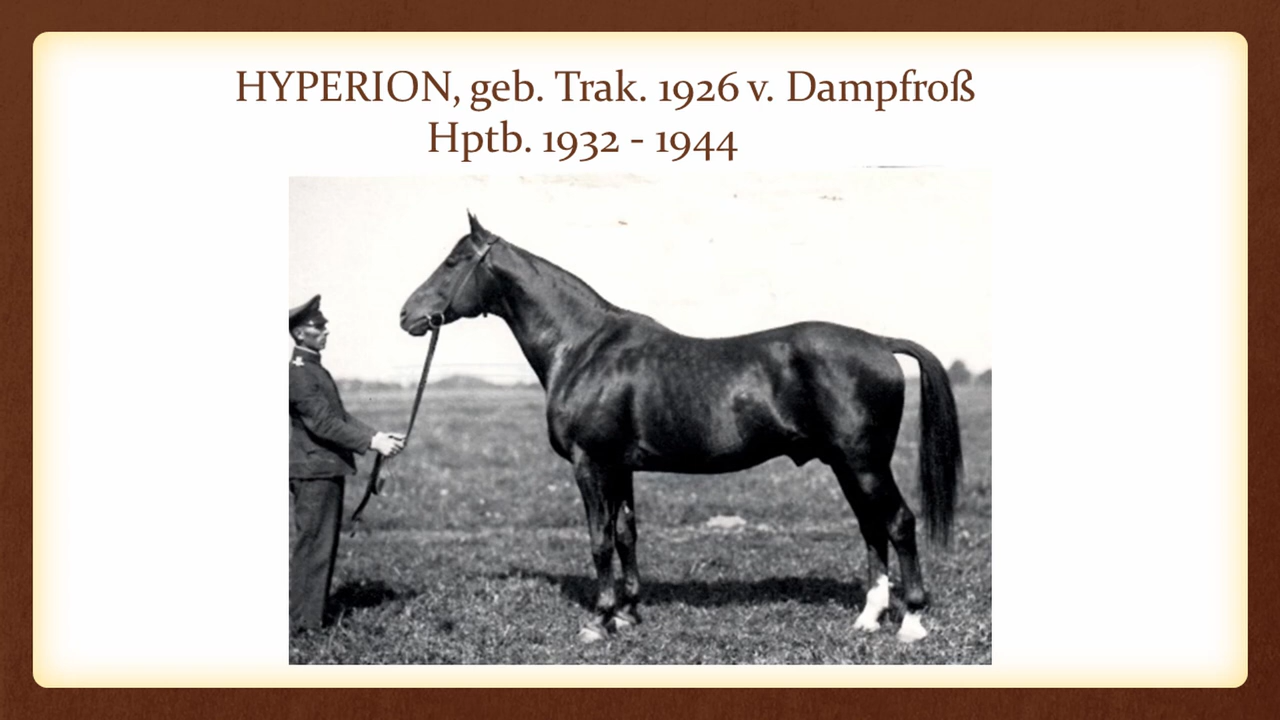 HYPERION, geb. Trak. 1926 v. Dampfroß
Hptb. 1932 - 1944